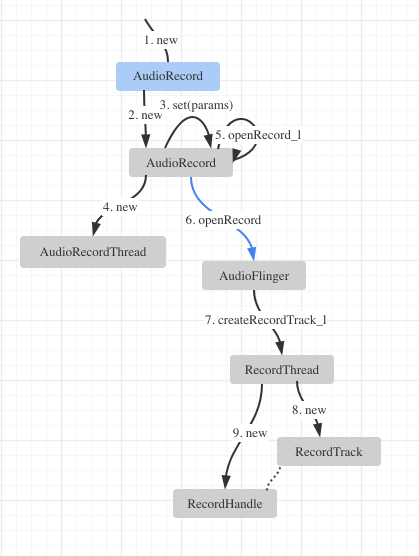 1. new
AudioRecord
2. new
3. set(params)
5. openRecord_l
AudioRecord
4. new
6. openRecord
AudioRecordThread
AudioFlinger
7. createRecordTrack_l
RecordThread
8. new
9. new
RecordTrack
RecordHandle